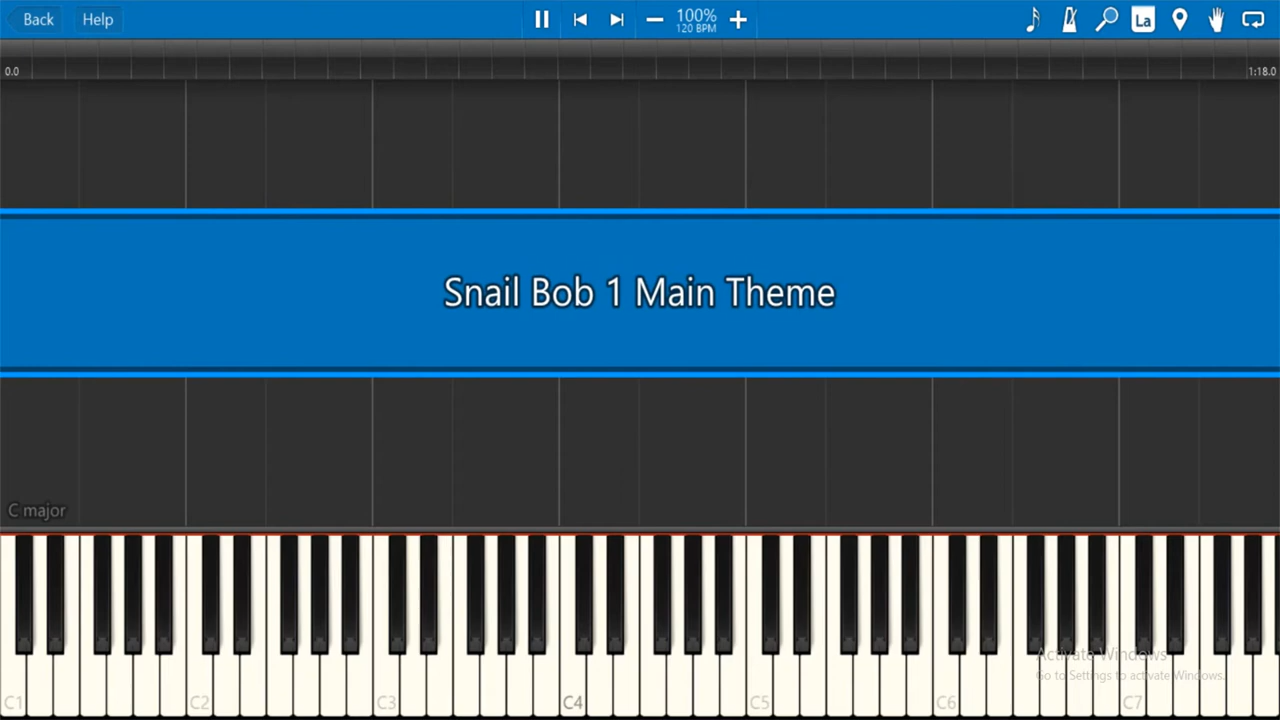 Back Help 100%
120 BPM
La
0.0 1:18.0
Snail Bob 1 Main Theme
C major
Activate Windows
Go to Settings to activate Windows.
C1 C2 C3 C4 C5 C6 C7